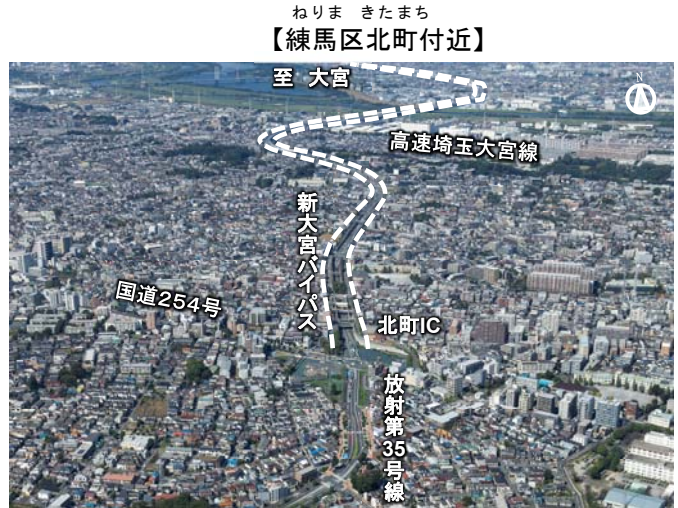 ねりま きたまち
【練馬区北町付近】
至 大宮
N
高速埼玉大宮線
新大宮バイパス
国道254号
北町IC
放射第35号線